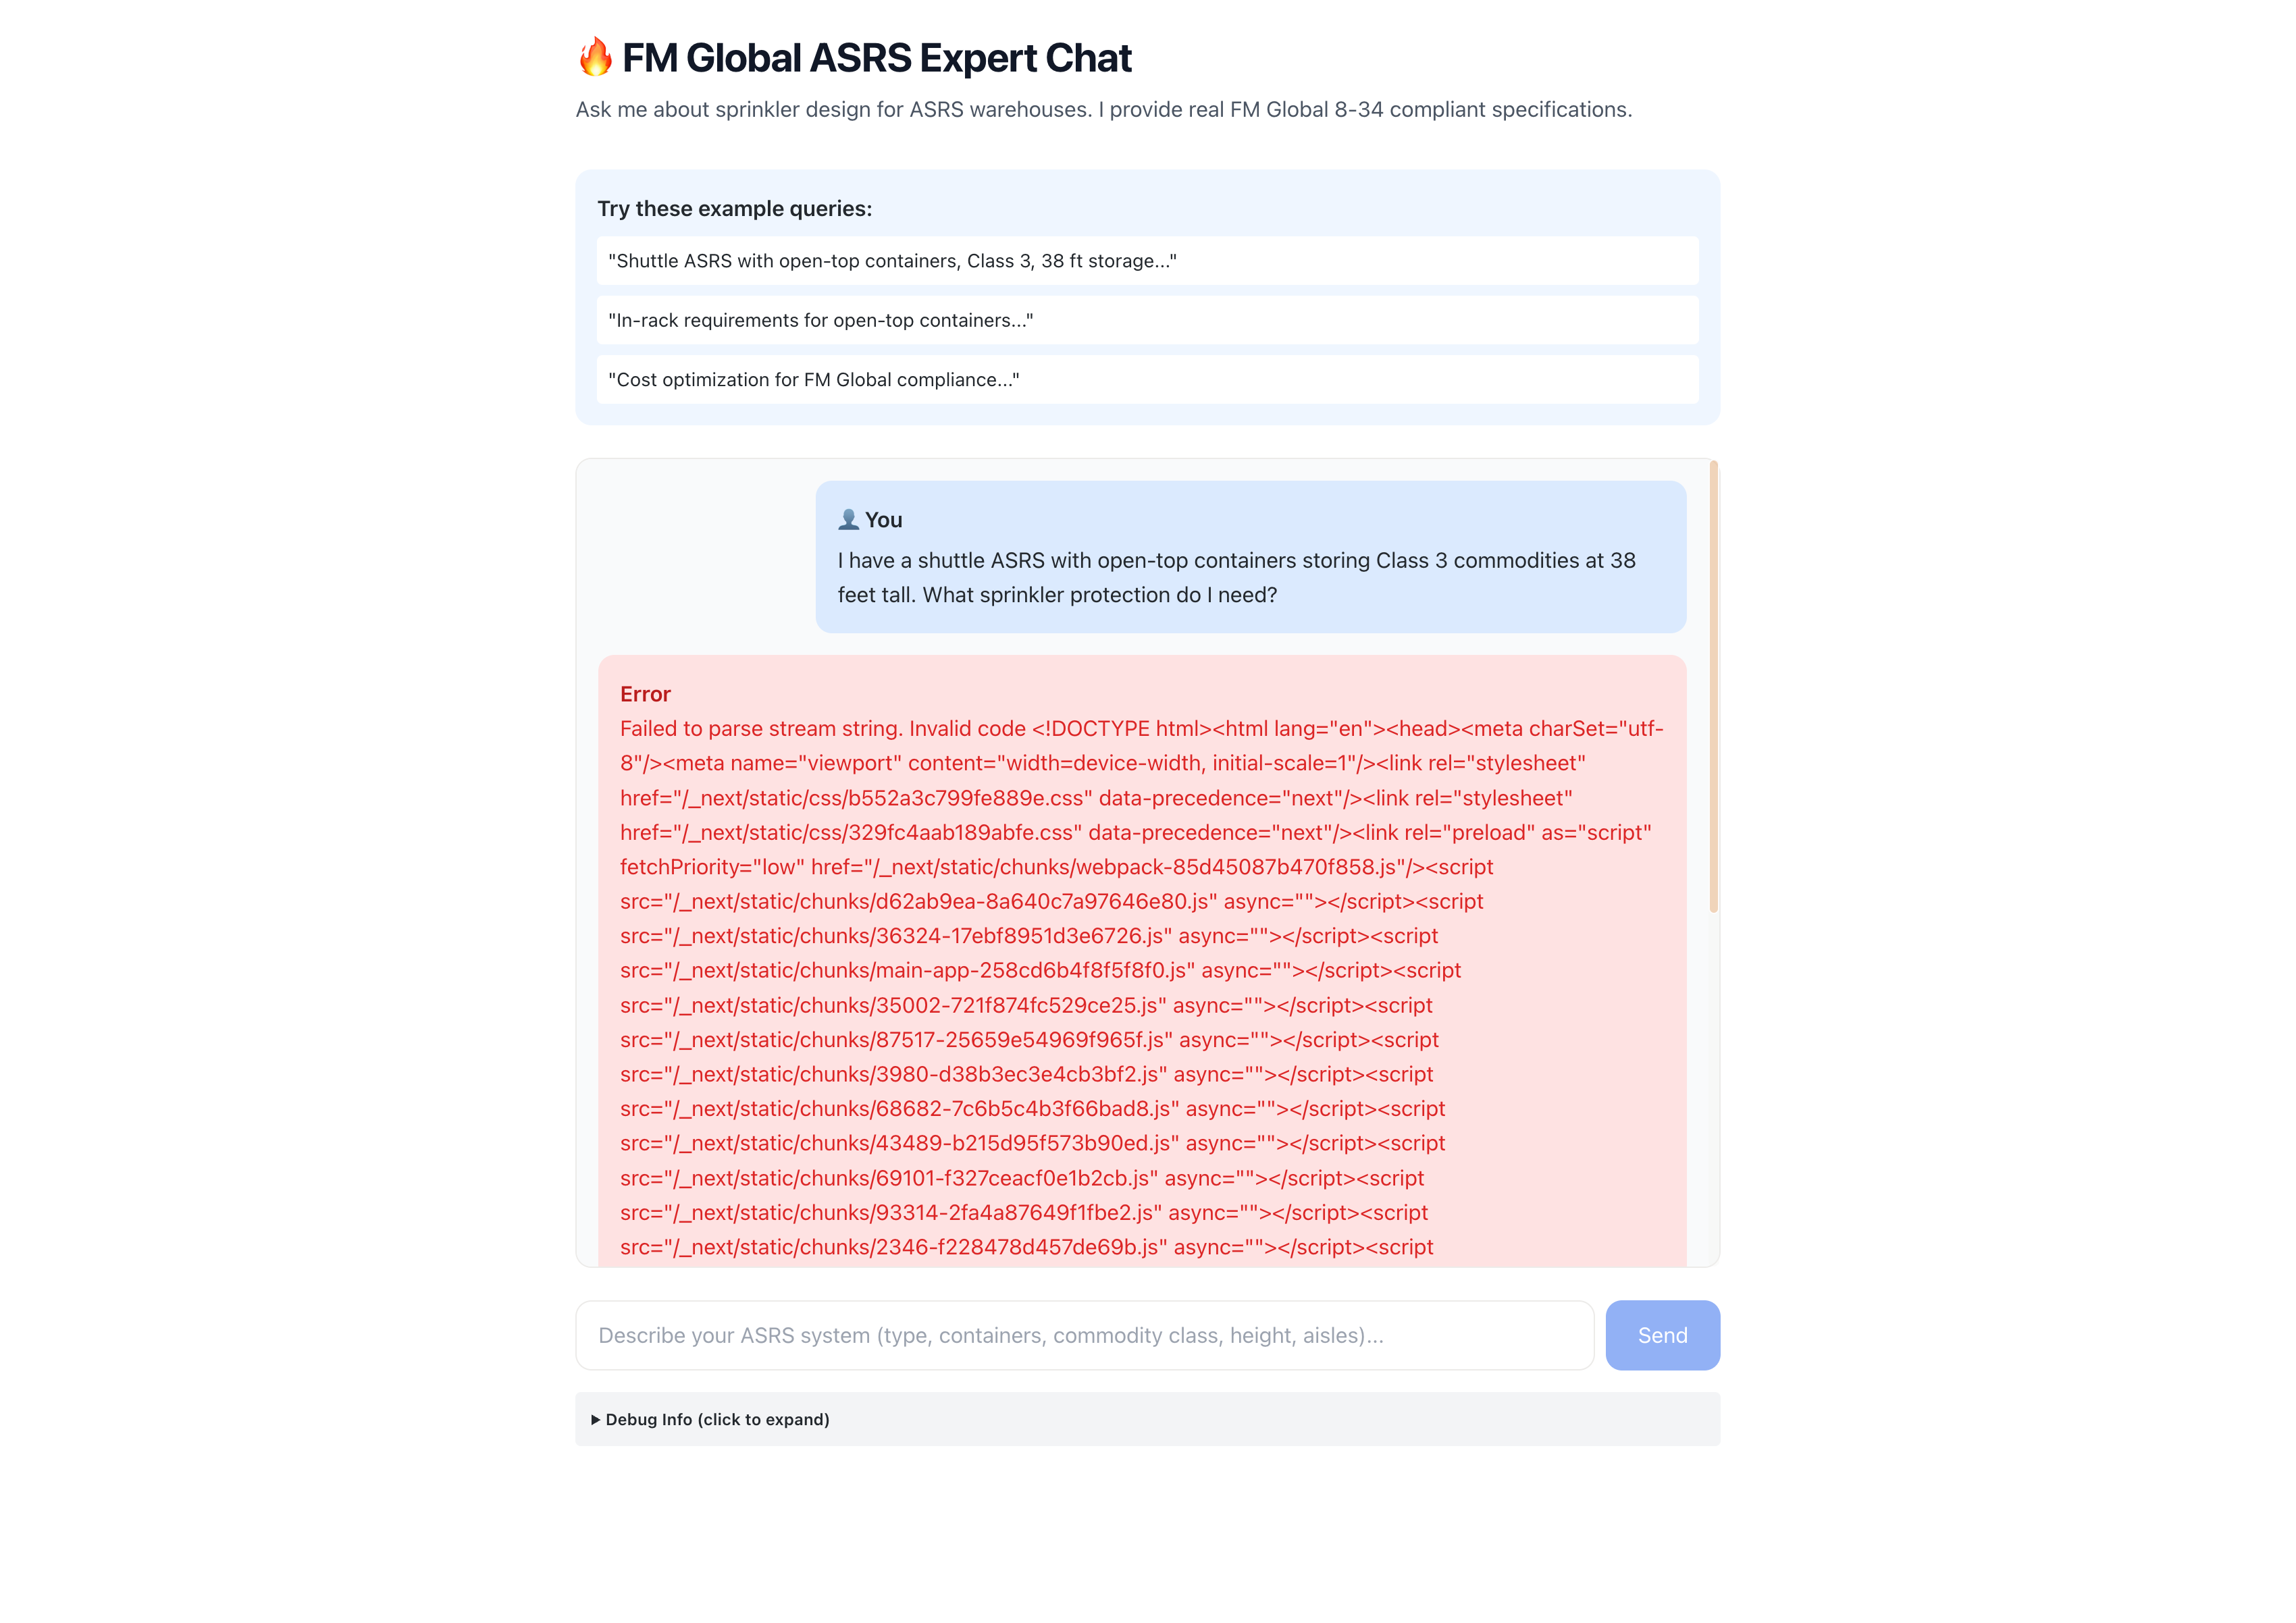 🔥 FM Global ASRS Expert Chat
Ask me about sprinkler design for ASRS warehouses. I provide real FM Global 8-34 compliant specifications.
Try these example queries:
"Shuttle ASRS with open-top containers, Class 3, 38 ft storage..."
"In-rack requirements for open-top containers..."
"Cost optimization for FM Global compliance..."
👤 You
I have a shuttle ASRS with open-top containers storing Class 3 commodities at 38
feet tall. What sprinkler protection do I need?
Error
Failed to parse stream string. Invalid code <!DOCTYPE html><html lang="en"><head><meta charSet="utf-
8"/><meta name="viewport" content="width=device-width, initial-scale=1"/><link rel="stylesheet"
href="/_next/static/css/b552a3c799fe889e.css" data-precedence="next"/><link rel="stylesheet"
href="/_next/static/css/329fc4aab189abfe.css" data-precedence="next"/><link rel="preload" as="script"
fetchPriority="low" href="/_next/static/chunks/webpack-85d45087b470f858.js"/><script
src="/_next/static/chunks/d62ab9ea-8a640c7a97646e80.js" async=""></script><script
src="/_next/static/chunks/36324-17ebf8951d3e6726.js" async=""></script><script
src="/_next/static/chunks/main-app-258cd6b4f8f5f8f0.js" async=""></script><script
src="/_next/static/chunks/35002-721f874fc529ce25.js" async=""></script><script
src="/_next/static/chunks/87517-25659e54969f965f.js" async=""></script><script
src="/_next/static/chunks/3980-d38b3ec3e4cb3bf2.js" async=""></script><script
src="/_next/static/chunks/68682-7c6b5c4b3f66bad8.js" async=""></script><script
src="/_next/static/chunks/43489-b215d95f573b90ed.js" async=""></script><script
src="/_next/static/chunks/69101-f327ceacf0e1b2cb.js" async=""></script><script
src="/_next/static/chunks/93314-2fa4a87649f1fbe2.js" async=""></script><script
src="/_next/static/chunks/2346-f228478d457de69b.js" async=""></script><script
Describe your ASRS system (type, containers, commodity class, height, aisles)...
Send
▶ Debug Info (click to expand)